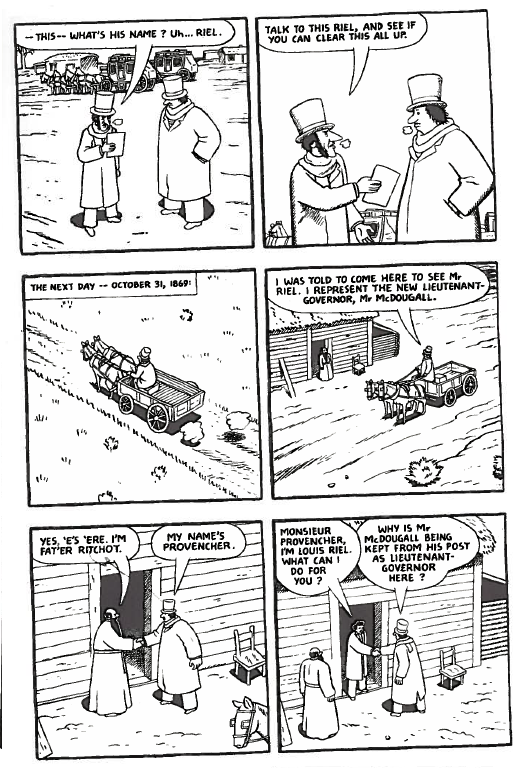 -- THIS -- WHAT'S HIS NAME? Uh... RIEL.
TALK TO THIS RIEL, AND SEE IF
YOU CAN CLEAR THIS ALL UP.
THE NEXT DAY -- OCTOBER 31, 1869:
I WAS TOLD TO COME HERE TO SEE Mr
RIEL. I REPRESENT THE NEW LIEUTENANT-
GOVERNOR, Mr McDOUGALL.
YES, 'E'S 'ERE. I'M
FAT'ER RITCHOT.
MY NAME'S
PROVENCHER.
MONSIEUR
PROVENCHER,
I'M LOUIS RIEL.
WHAT CAN I
DO FOR
YOU?
WHY IS Mr
McDOUGALL BEING
KEPT FROM HIS POST
AS LIEUTENANT-
GOVERNOR
HERE?